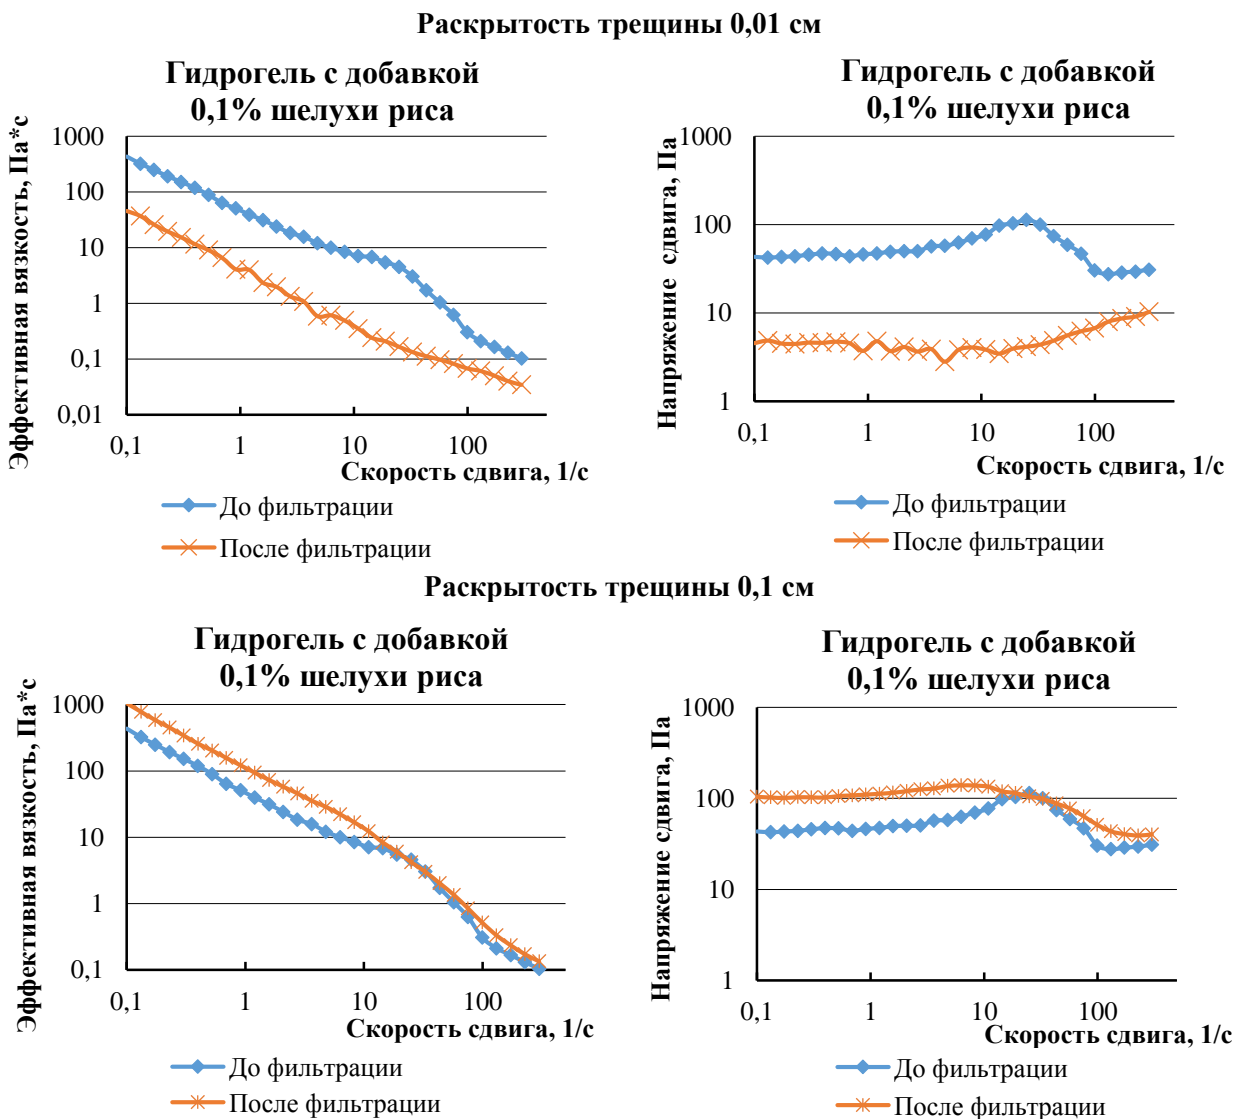 Раскрытость трещины 0,01 см
Гидрогель с добавкой
0,1% шелухи риса
Эффективная вязкость, Па*с
1000
100
10
1
0,1
0,01
0,1
1
10
100
Скорость сдвига, 1/с
До фильтрации
После фильтрации
Гидрогель с добавкой
0,1% шелухи риса
Напряжение сдвига, Па
1000
100
10
1
0,1
1
10
100
Скорость сдвига, 1/с
До фильтрации
После фильтрации
Раскрытость трещины 0,1 см
Гидрогель с добавкой
0,1% шелухи риса
Эффективная вязкость, Па*с
1000
100
10
1
0,1
0,1
1
10
100
Скорость сдвига, 1/с
До фильтрации
После фильтрации
Гидрогель с добавкой
0,1% шелухи риса
Напряжение сдвига, Па
1000
100
10
1
0,1
1
10
100
Скорость сдвига, 1/с
До фильтрации
После фильтрации